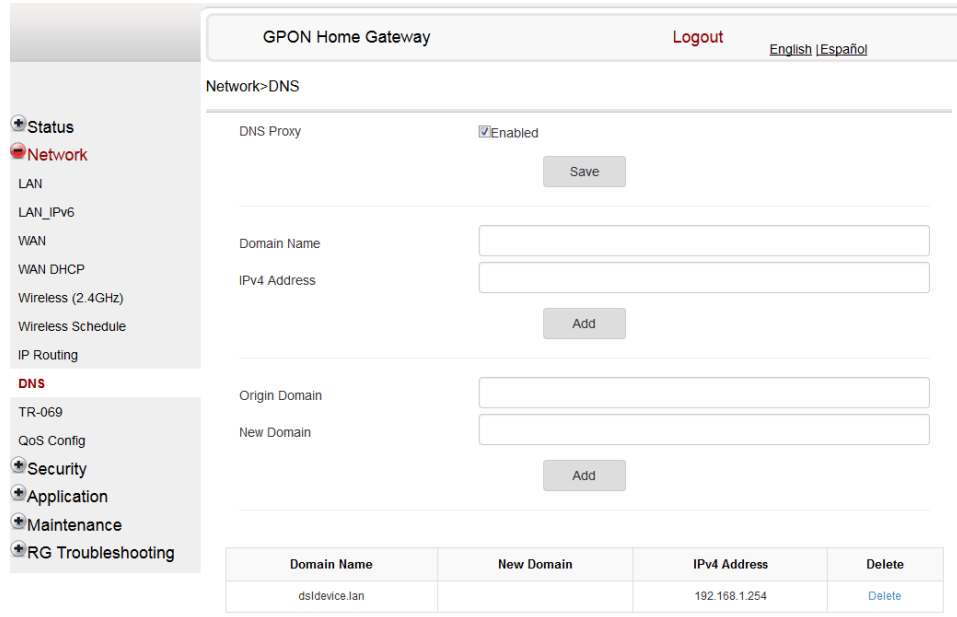 GPON Home Gateway
Logout
English |Español
Network>DNS
Status
Network
LAN
LAN_IPv6
WAN
WAN DHCP
Wireless (2.4GHz)
Wireless Schedule
IP Routing
DNS
TR-069
QoS Config
Security
Application
Maintenance
RG Troubleshooting
DNS Proxy Enabled
Save
Domain Name
IPv4 Address
Add
Origin Domain
New Domain
Add
Domain Name New Domain IPv4 Address Delete
dsldevice.lan 192.168.1.254 Delete